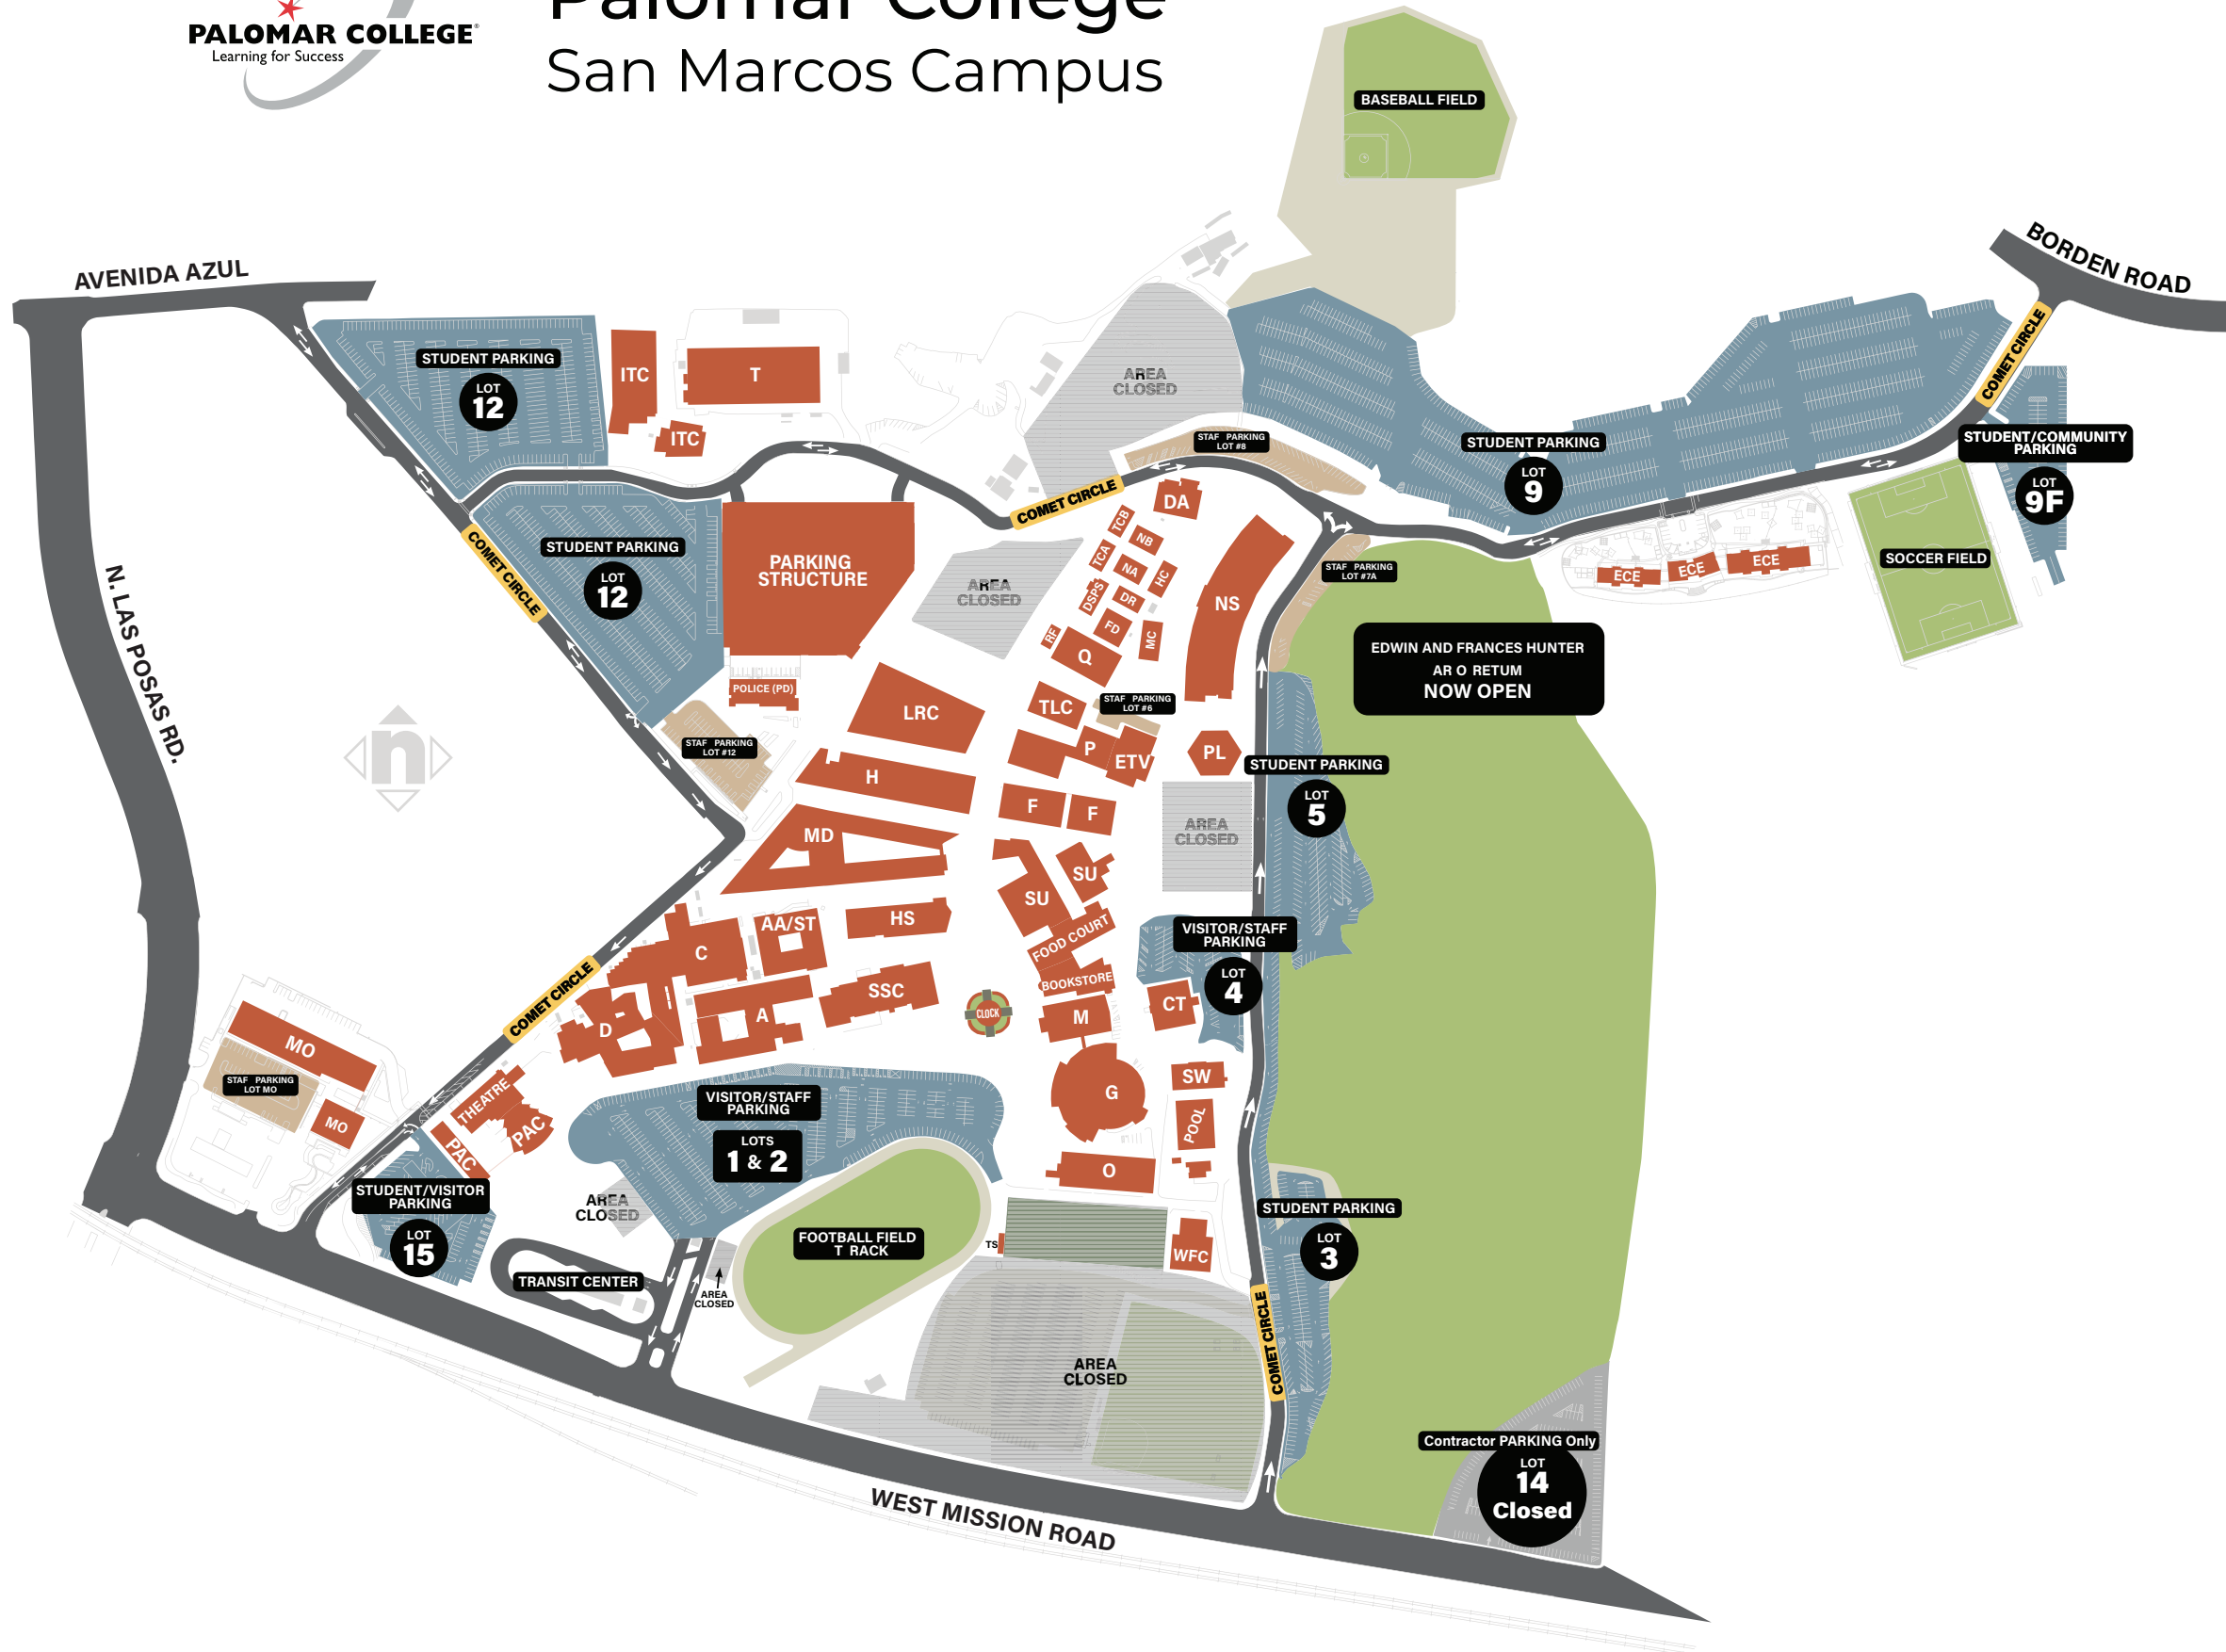 PALOMAR COLLEGE®
Learning for Success
Palomar College
San Marcos Campus
BASEBALL FIELD
AVENIDA AZUL
BORDEN ROAD
COMET CIRCLE
STUDENT PARKING
LOT
12
ITC
T
ITC
AREA
CLOSED
STAF PARKING
LOT #8
STUDENT PARKING
LOT
9
STUDENT/COMMUNITY
PARKING
LOT
9F
SOCCER FIELD
ECE
ECE
ECE
COMET CIRCLE
DA
TCB
NB
TCA
NA
HC
DSPS
DR
FD
MC
RF
Q
NS
STAF PARKING
LOT #7A
STUDENT PARKING
LOT
12
COMET CIRCLE
PARKING
STRUCTURE
AREA
CLOSED
N. LAS POSAS RD.
EDWIN AND FRANCES HUNTER
AR O RETUM
NOW OPEN
POLICE (PD)
STAF PARKING
LOT #12
n
LRC
TLC
STAF PARKING
LOT #6
P
ETV
PL
H
F
F
STUDENT PARKING
LOT
5
AREA
CLOSED
MD
SU
SU
FOOD COURT
BOOKSTORE
HS
AA/ST
C
VISITOR/STAFF
PARKING
LOT
4
SSC
A
D
CLOCK
M
CT
COMET CIRCLE
MO
STAF PARKING
LOT MO
MO
THEATRE
PAC
PAC
VISITOR/STAFF
PARKING
LOTS
1 & 2
G
SW
POOL
O
STUDENT/VISITOR
PARKING
LOT
15
AREA
CLOSED
FOOTBALL FIELD
T RACK
TS
WFC
STUDENT PARKING
LOT
3
TRANSIT CENTER
AREA
CLOSED
COMET CIRCLE
AREA
CLOSED
Contractor PARKING Only
LOT
14
Closed
WEST MISSION ROAD